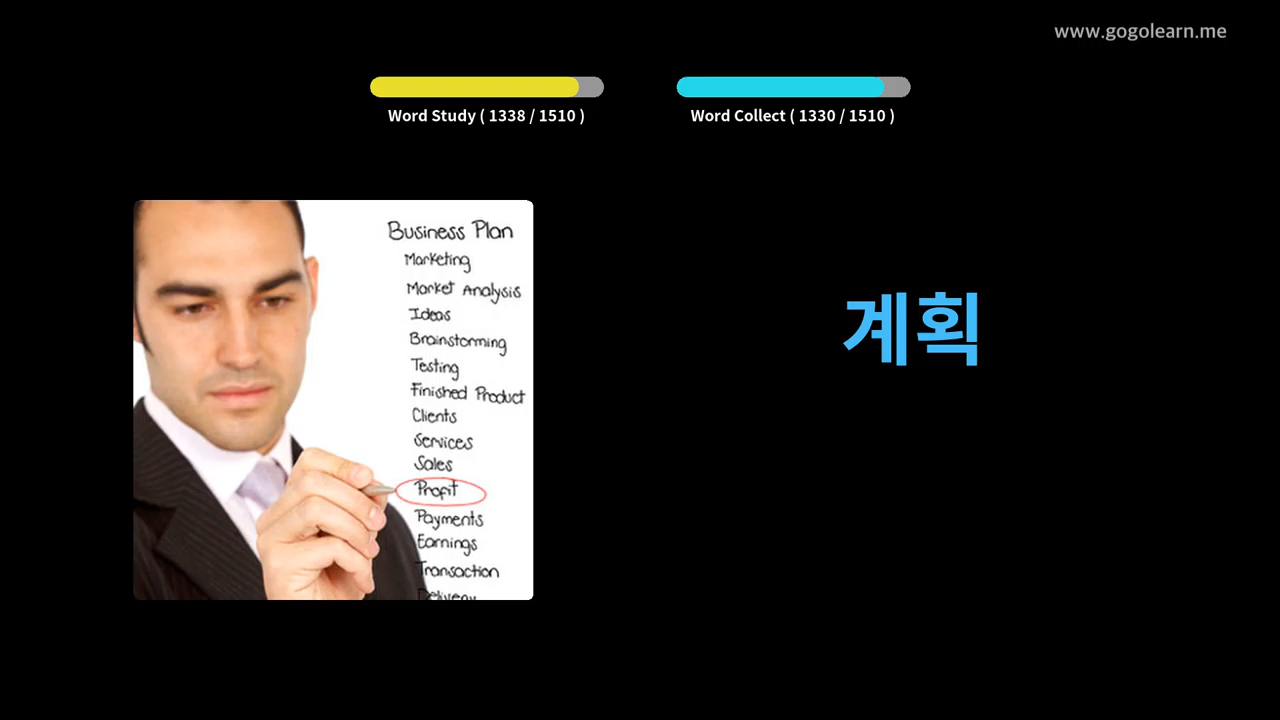 www.gogolearn.me
Word Study ( 1338 / 1510 )
Word Collect ( 1330 / 1510 )
Business Plan
Marketing
Market Analysis
Ideas
Brainstorming
Testing
Finished Product
Clients
Services
Sales
Profit
Payments
Earnings
Transaction
Delivery
계획